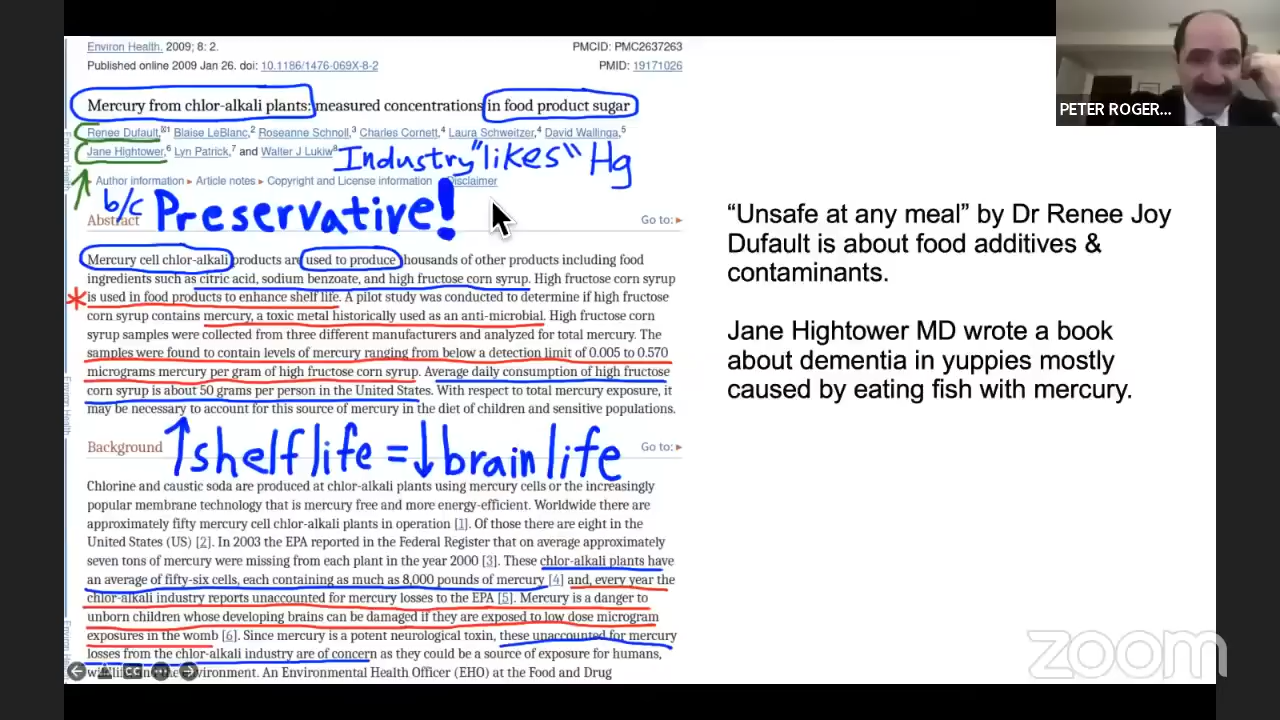 Environ Health. 2009; 8: 2.
PMCID: PMC2637263
Published online 2009 Jan 26. doi: 10.1186/1476-069X-8-2
PMID: 19171026
Mercury from chlor-alkali plants: measured concentrations in food product sugar
Renee Dufault,1 Blaise LeBlanc,2 Roseanne Schnoll,3 Charles Cornett,4 Laura Schweitzer,4 David Wallinga,5
Jane Hightower,6 Lyn Patrick,7 and Walter J Lukiw8
Industry "likes" Hg
Author information ▸ Article notes ▸ Copyright and License information Disclaimer
b/c Preservative!
Abstract
Go to: ▸
Mercury cell chlor-alkali products are used to produce thousands of other products including food
ingredients such as citric acid, sodium benzoate, and high fructose corn syrup. High fructose corn syrup
is used in food products to enhance shelf life. A pilot study was conducted to determine if high fructose
corn syrup contains mercury, a toxic metal historically used as an anti-microbial. High fructose corn
syrup samples were collected from three different manufacturers and analyzed for total mercury. The
samples were found to contain levels of mercury ranging from below a detection limit of 0.005 to 0.570
micrograms mercury per gram of high fructose corn syrup. Average daily consumption of high fructose
corn syrup is about 50 grams per person in the United States. With respect to total mercury exposure, it
may be necessary to account for this source of mercury in the diet of children and sensitive populations.
↑shelf life = ↓brain life
Background
Go to: ▸
Chlorine and caustic soda are produced at chlor-alkali plants using mercury cells or the increasingly
popular membrane technology that is mercury free and more energy-efficient. Worldwide there are
approximately fifty mercury cell chlor-alkali plants in operation [1]. Of those there are eight in the
United States (US) [2]. In 2003 the EPA reported in the Federal Register that on average approximately
seven tons of mercury were missing from each plant in the year 2000 [3]. These chlor-alkali plants have
an average of fifty-six cells, each containing as much as 8,000 pounds of mercury [4] and, every year the
chlor-alkali industry reports unaccounted for mercury losses to the EPA [5]. Mercury is a danger to
unborn children whose developing brains can be damaged if they are exposed to low dose microgram
exposures in the womb [6]. Since mercury is a potent neurological toxin, these unaccounted for mercury
losses from the chlor-alkali industry are of concern as they could be a source of exposure for humans,
environment. An Environmental Health Officer (EHO) at the Food and Drug
PETER ROGER...
“Unsafe at any meal” by Dr Renee Joy
Dufault is about food additives &
contaminants.
Jane Hightower MD wrote a book
about dementia in yuppies mostly
caused by eating fish with mercury.
zoom